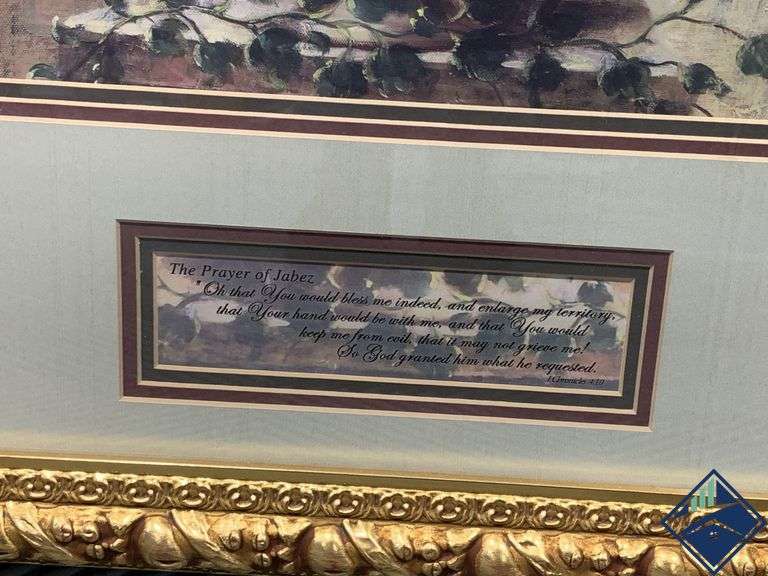 The Prayer of Jabez
"Oh that You would bless me indeed, and enlarge my territory,
that Your hand would be with me, and that You would
keep me from evil, that it may not grieve me!
So God granted him what he requested.
I Chronicle 4:10